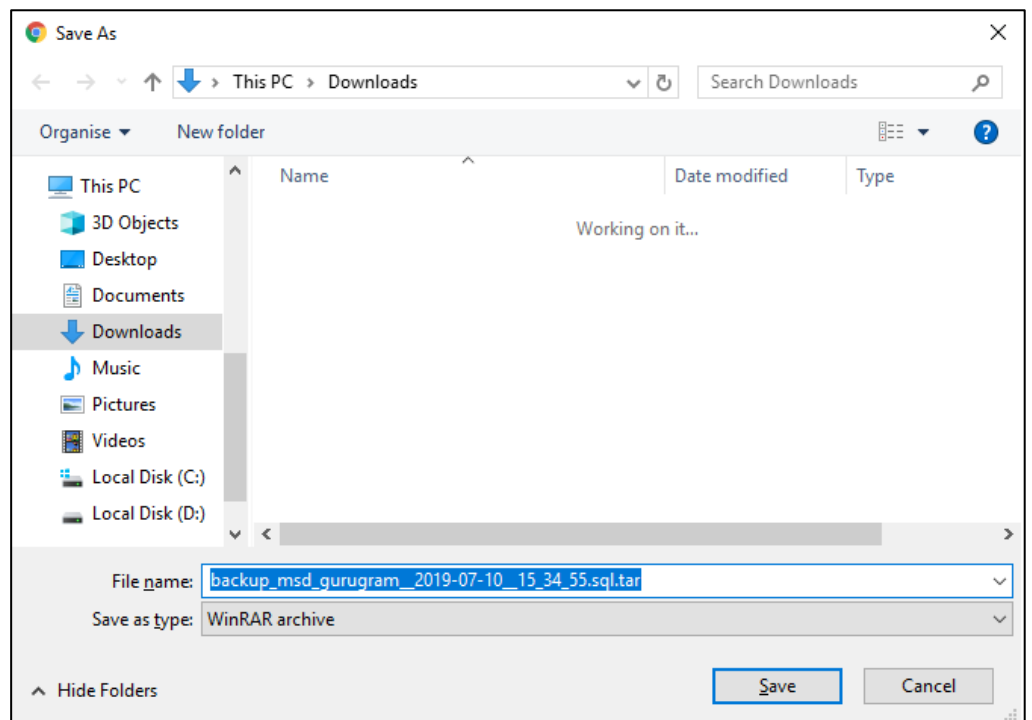 Save As
This PC > Downloads
Search Downloads
Organise
New folder
?
Name
Date modified
Type
Working on it...
This PC
3D Objects
Desktop
Documents
Downloads
Music
Pictures
Videos
Local Disk (C:)
Local Disk (D:)
File name: backup_msd_gurugram__2019-07-10__15_34_55.sql.tar
Save as type: WinRAR archive
Hide Folders
Save
Cancel